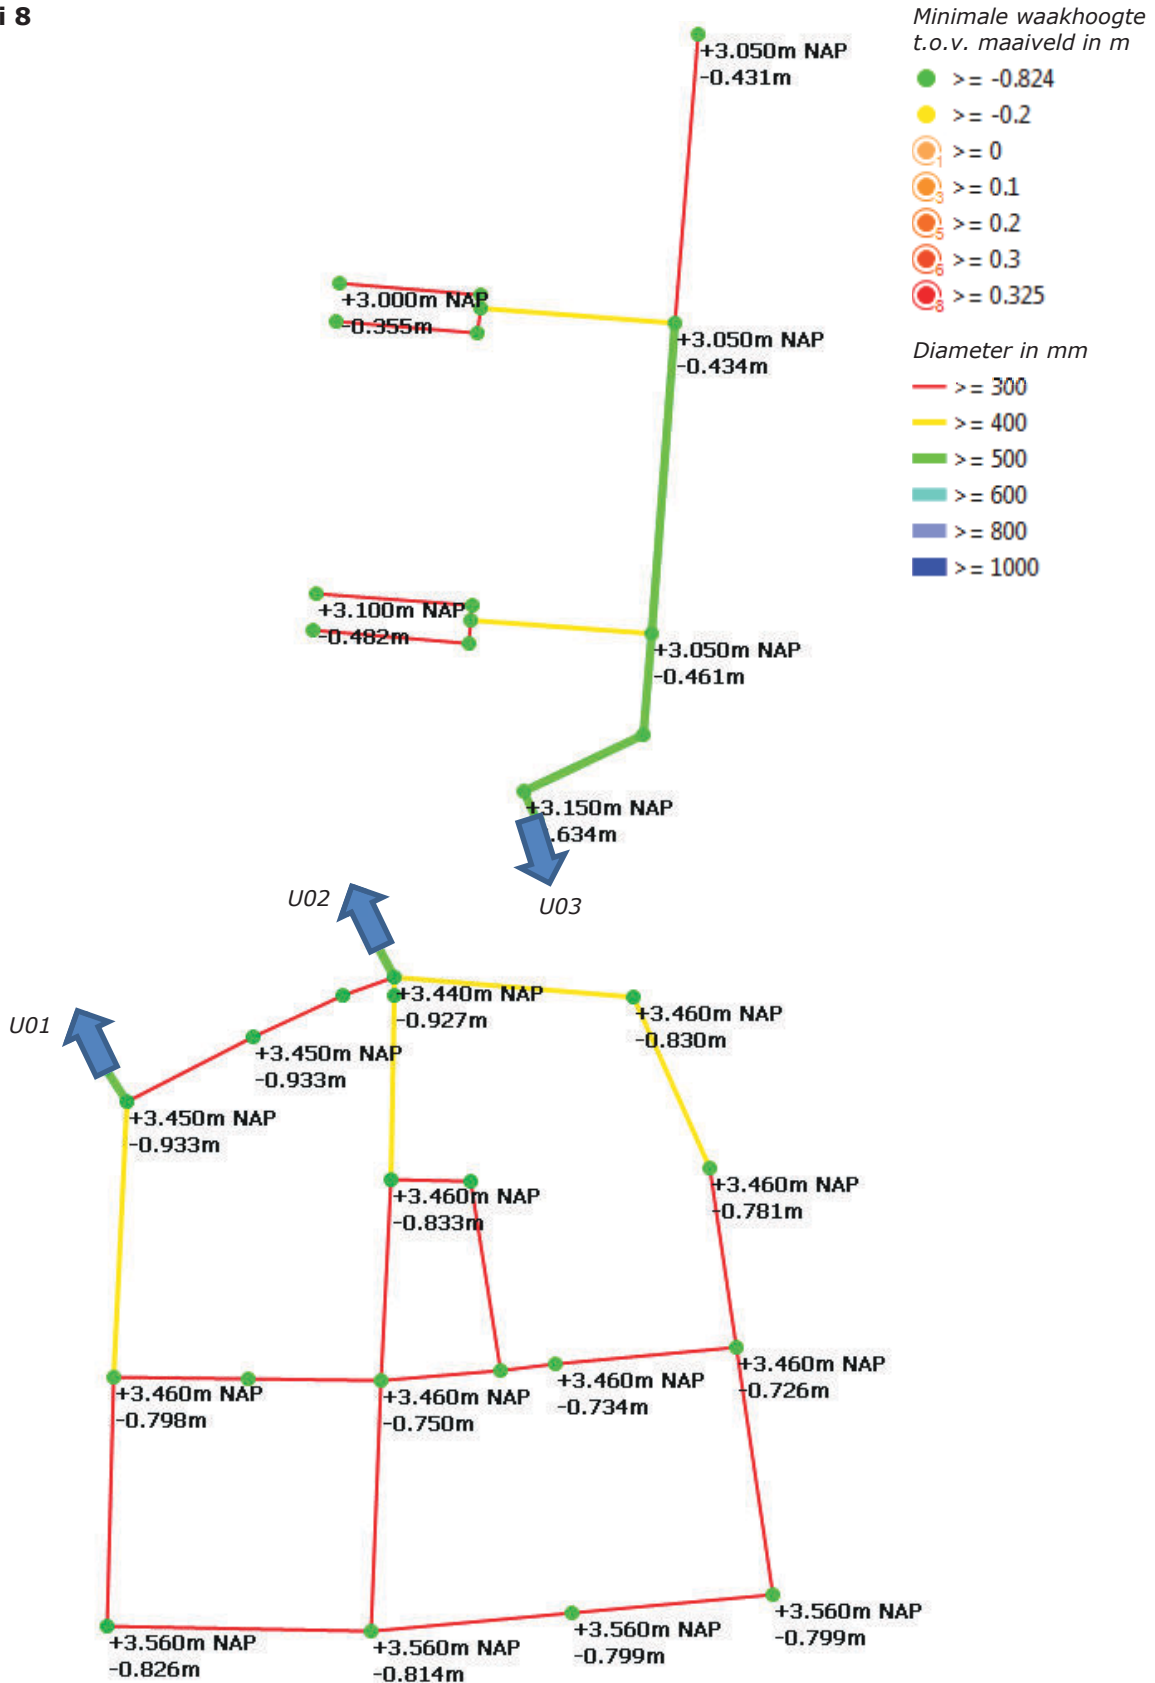 i 8
Minimale waakhoogte
t.o.v. maaiveld in m
>= -0.824
>= -0.2
1 >= 0
3 >= 0.1
5 >= 0.2
6 >= 0.3
8 >= 0.325
Diameter in mm
>= 300
>= 400
>= 500
>= 600
>= 800
>= 1000
+3.050m NAP
-0.431m
+3.000m NAP
-0.355m
+3.050m NAP
-0.434m
+3.100m NAP
-0.482m
+3.050m NAP
-0.461m
+3.150m NAP
.634m
U03
U02
U01
+3.440m NAP
-0.927m
+3.460m NAP
-0.830m
+3.450m NAP
-0.933m
+3.450m NAP
-0.933m
+3.460m NAP
-0.833m
+3.460m NAP
-0.781m
+3.460m NAP
-0.798m
+3.460m NAP
-0.750m
+3.460m NAP
-0.734m
+3.460m NAP
-0.726m
+3.560m NAP
-0.826m
+3.560m NAP
-0.814m
+3.560m NAP
-0.799m
+3.560m NAP
-0.799m